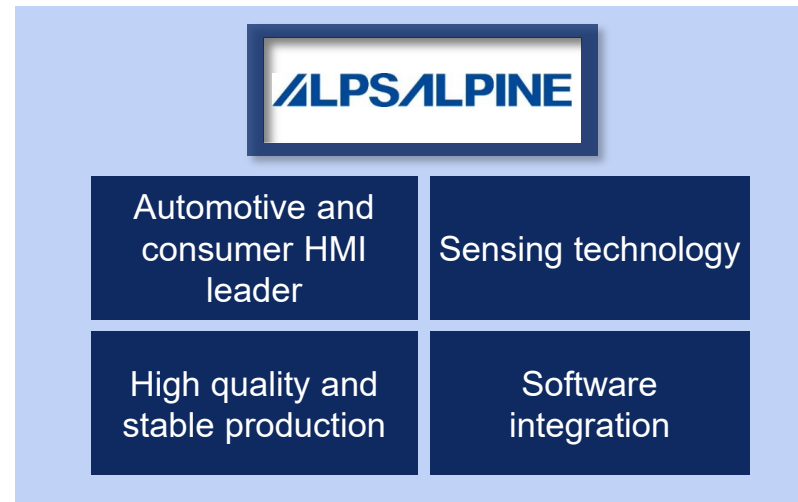 ALPSALPINE
Automotive and
consumer HMI
leader
Sensing technology
High quality and
stable production
Software
integration